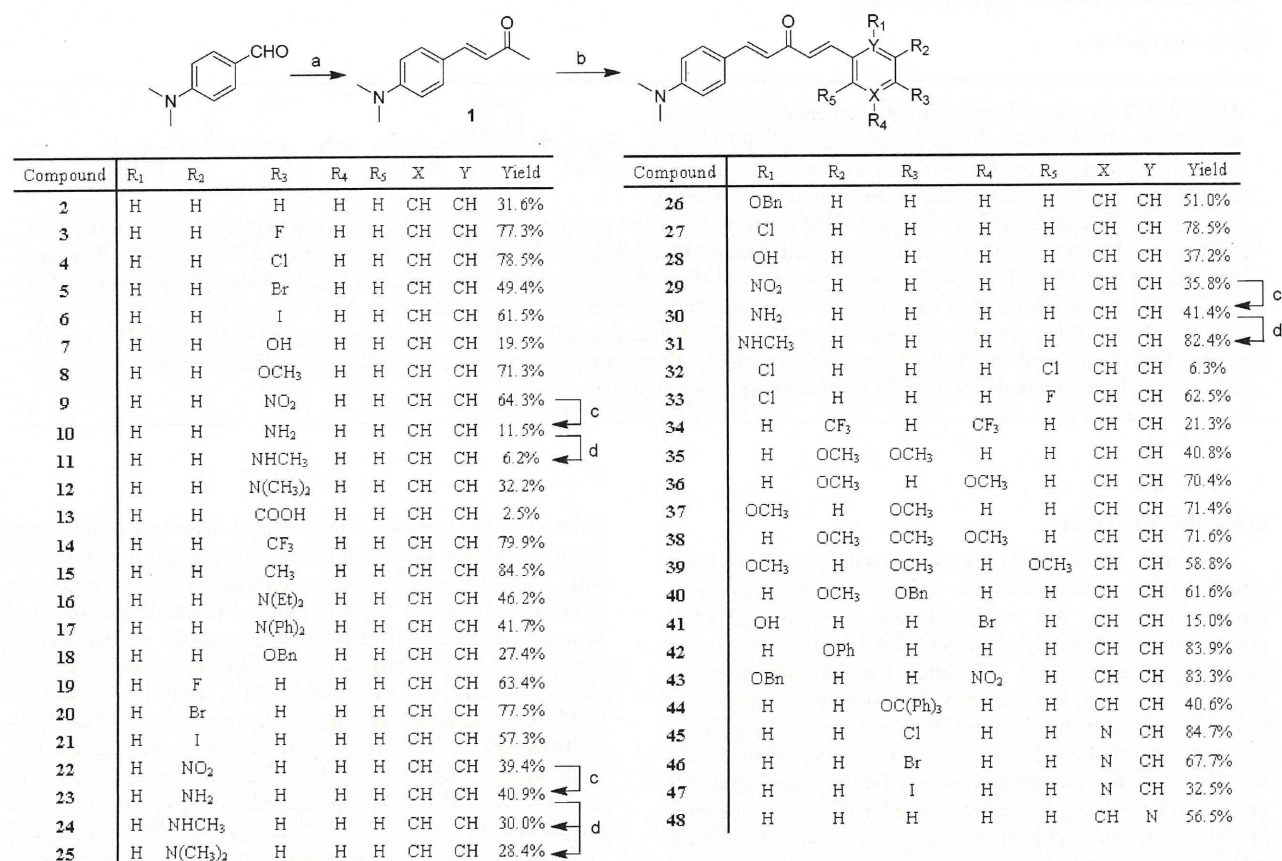 CHO
O
O
R₁
Y
R₂
N
a
N
1
b
N
R₅
X
R₃
R₄
Compound R₁ R₂ R₃ R₄ R₅ X Y Yield
2 H H H H H CH CH 31.6%
3 H H F H H CH CH 77.3%
4 H H Cl H H CH CH 78.5%
5 H H Br H H CH CH 49.4%
6 H H I H H CH CH 61.5%
7 H H OH H H CH CH 19.5%
8 H H OCH₃ H H CH CH 71.3%
9 H H NO₂ H H CH CH 64.3%
c
10 H H NH₂ H H CH CH 11.5%
d
11 H H NHCH₃ H H CH CH 6.2%
12 H H N(CH₃)₂ H H CH CH 32.2%
13 H H COOH H H CH CH 2.5%
14 H H CF₃ H H CH CH 79.9%
15 H H CH₃ H H CH CH 84.5%
16 H H N(Et)₂ H H CH CH 46.2%
17 H H N(Ph)₂ H H CH CH 41.7%
18 H H OBn H H CH CH 27.4%
19 H F H H H CH CH 63.4%
20 H Br H H H CH CH 77.5%
21 H I H H H CH CH 57.3%
22 H NO₂ H H H CH CH 39.4%
c
23 H NH₂ H H H CH CH 40.9%
24 H NHCH₃ H H H CH CH 30.0%
d
25 H N(CH₃)₂ H H H CH CH 28.4%
Compound R₁ R₂ R₃ R₄ R₅ X Y Yield
26 OBn H H H H CH CH 51.0%
27 Cl H H H H CH CH 78.5%
28 OH H H H H CH CH 37.2%
29 NO₂ H H H H CH CH 35.8%
c
30 NH₂ H H H H CH CH 41.4%
d
31 NHCH₃ H H H H CH CH 82.4%
32 Cl H H H Cl CH CH 6.3%
33 Cl H H H F CH CH 62.5%
34 H CF₃ H CF₃ H CH CH 21.3%
35 H OCH₃ OCH₃ H H CH CH 40.8%
36 H OCH₃ H OCH₃ H CH CH 70.4%
37 OCH₃ H OCH₃ H H CH CH 71.4%
38 H OCH₃ OCH₃ OCH₃ H CH CH 71.6%
39 OCH₃ H OCH₃ H OCH₃ CH CH 58.8%
40 H OCH₃ OBn H H CH CH 61.6%
41 OH H H Br H CH CH 15.0%
42 H OPh H H H CH CH 83.9%
43 OBn H H NO₂ H CH CH 83.3%
44 H H OC(Ph)₃ H H CH CH 40.6%
45 H H Cl H H N CH 84.7%
46 H H Br H H N CH 67.7%
47 H H I H H N CH 32.5%
48 H H H H H CH N 56.5%